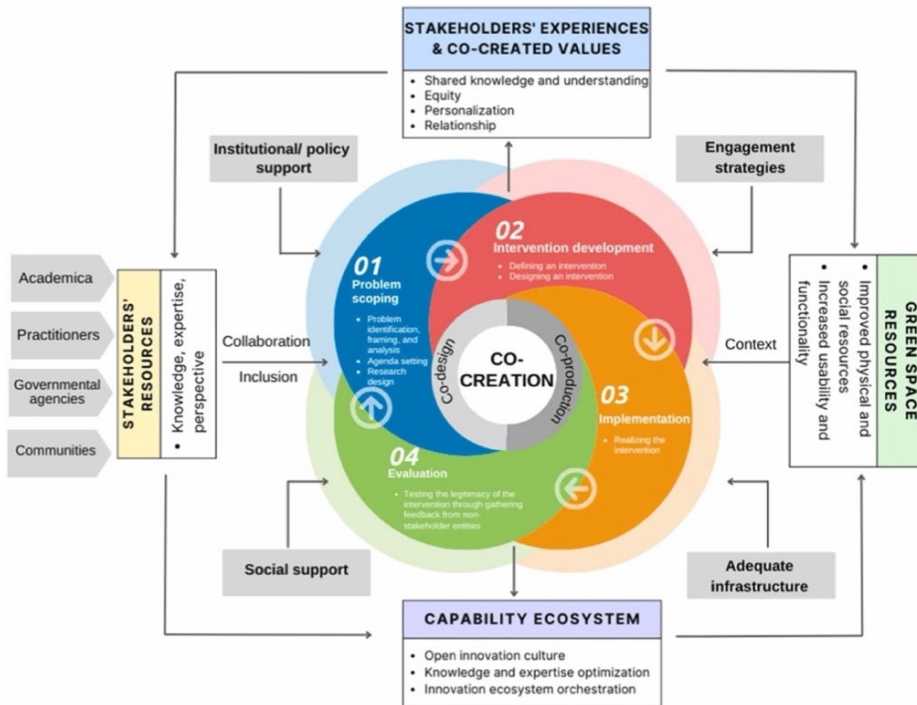 STAKEHOLDERS' EXPERIENCES
& CO-CREATED VALUES
• Shared knowledge and understanding
• Equity
• Personalization
• Relationship
Institutional/ policy
support
Engagement
strategies
01
Problem
scoping
• Problem
identification,
framing, and
analysis
• Agenda setting
• Research
design
02
Intervention development
• Defining an intervention
• Designing an intervention
Academica
Practitioners
Governmental
agencies
Communities
STAKEHOLDERS'
RESOURCES
• Knowledge, expertise,
perspective
Collaboration
Inclusion
Co-design
CO-
CREATION
Co-production
Context
• Improved physical and
social resources
• Increased usability and
functionality
GREEN SPACE
RESOURCES
03
Implementation
• Realizing the
intervention
04
Evaluation
• Testing the legitimacy of the
intervention through gathering
feedback from non-
stakeholder entities
Social support
Adequate
infrastructure
CAPABILITY ECOSYSTEM
• Open innovation culture
• Knowledge and expertise optimization
• Innovation ecosystem orchestration